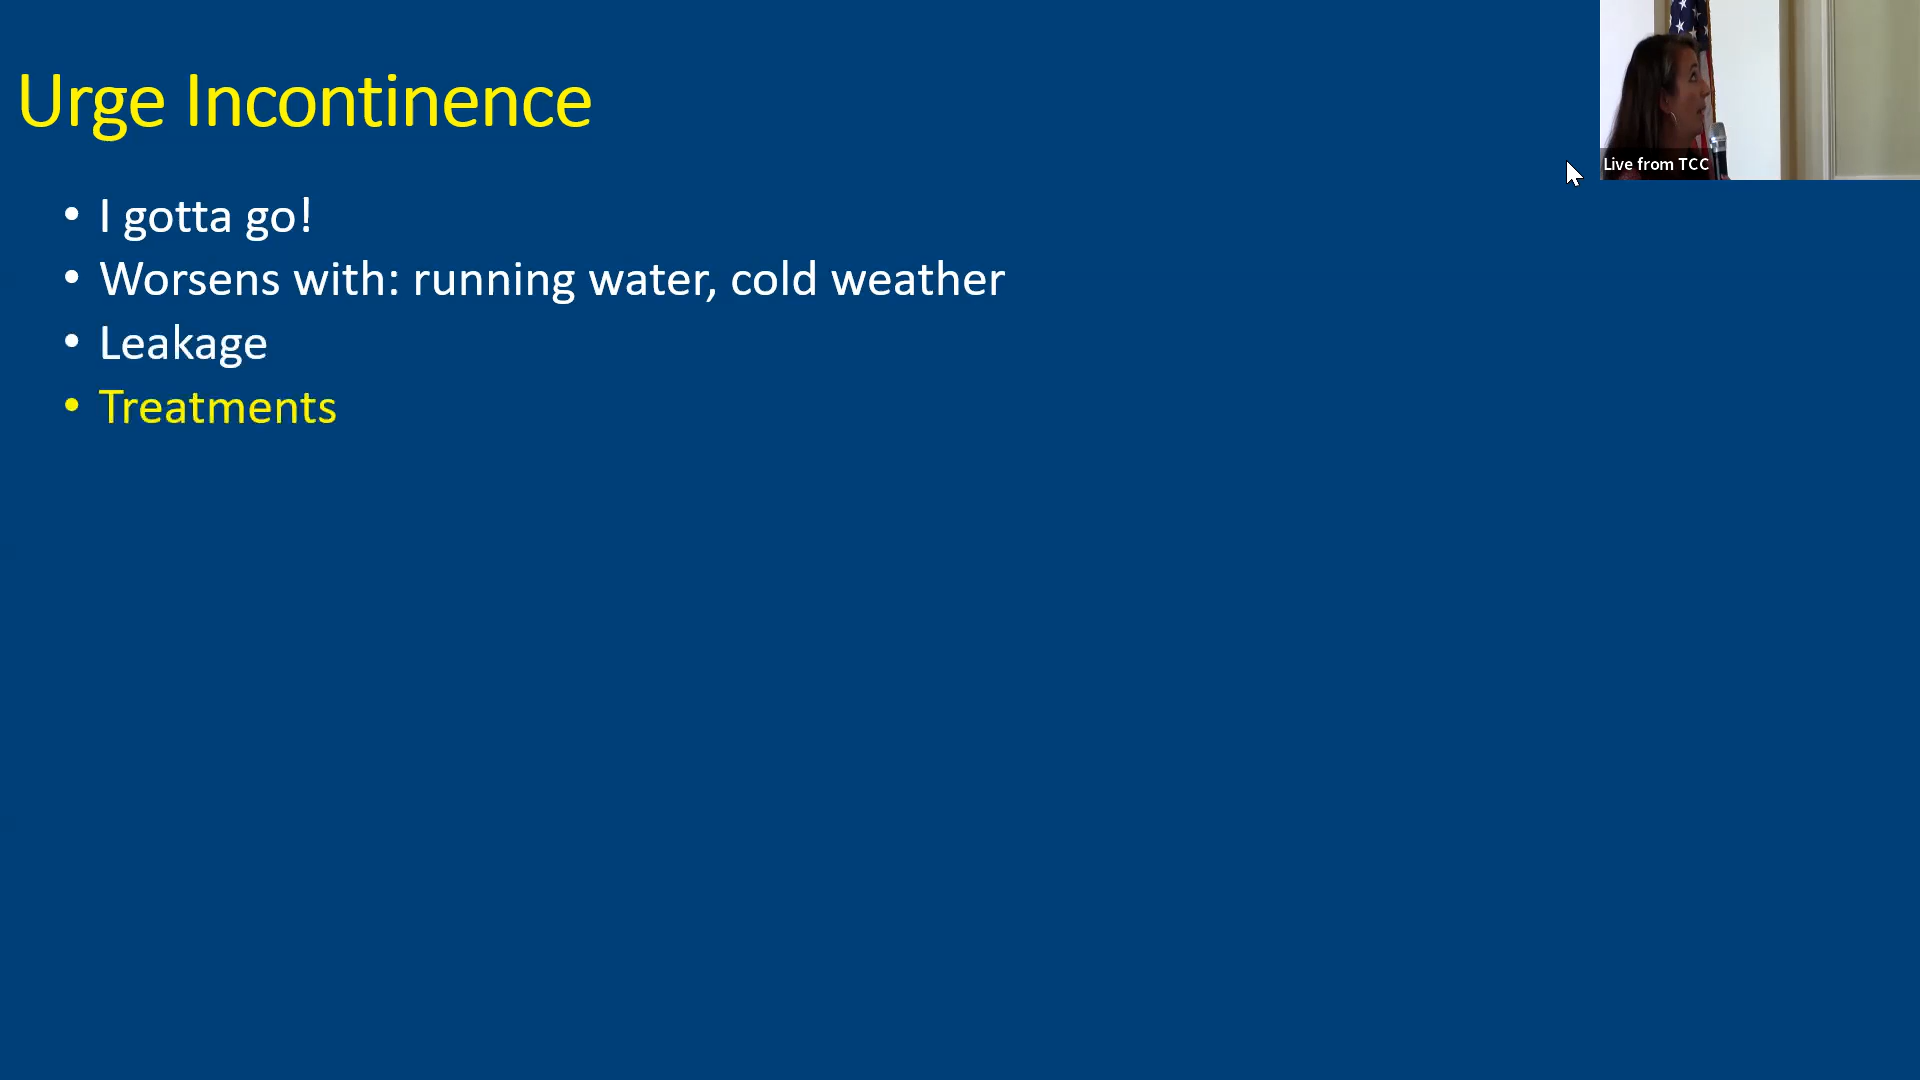 Urge Incontinence
• I gotta go!
• Worsens with: running water, cold weather
• Leakage
• Treatments
Live from TCC